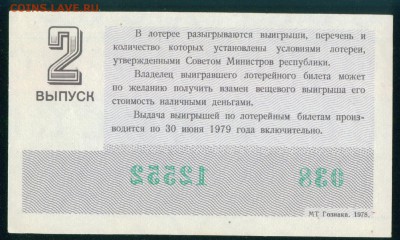 COINS.LAVE.RU
2
ВЫПУСК
В лотерее разыгрываются выигрыши, перечень и
количество которых установлены условиями лотереи,
утвержденными Советом Министров республики.
Владелец выигравшего лотерейного билета может
по желанию получить взамен вещевого выигрыша его
стоимость наличными деньгами.
Выдача выигрышей по лотерейным билетам произ-
водится по 30 июня 1979 года включительно.
12552 038
МТ Гознака. 1978.